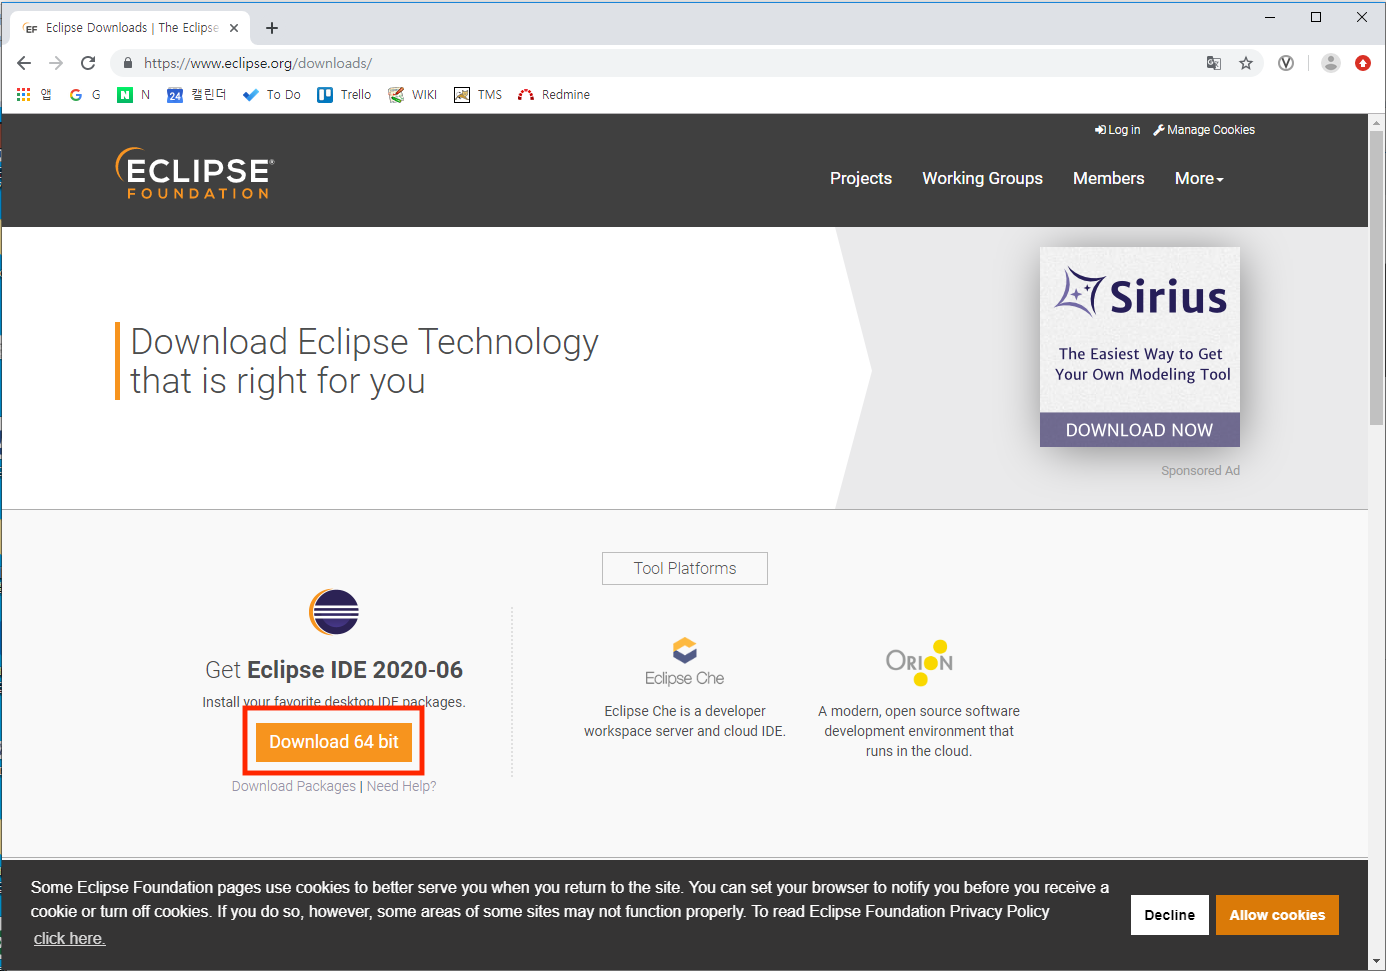 EF Eclipse Downloads | The Eclipse
https://www.eclipse.org/downloads/
앱 G G N N 24 캘린더 To Do Trello WIKI TMS Redmine
Log in Manage Cookies
ECLIPSE®
FOUNDATION
Projects Working Groups Members More
Download Eclipse Technology
that is right for you
Sirius
The Easiest Way to Get
Your Own Modeling Tool
DOWNLOAD NOW
Sponsored Ad
Tool Platforms
Get Eclipse IDE 2020-06
Install your favorite desktop IDE packages.
Download 64 bit
Download Packages | Need Help?
Eclipse Che
Eclipse Che is a developer
workspace server and cloud IDE.
ORION
A modern, open source software
development environment that
runs in the cloud.
Some Eclipse Foundation pages use cookies to better serve you when you return to the site. You can set your browser to notify you before you receive a
cookie or turn off cookies. If you do so, however, some areas of some sites may not function properly. To read Eclipse Foundation Privacy Policy
click here.
Decline
Allow cookies